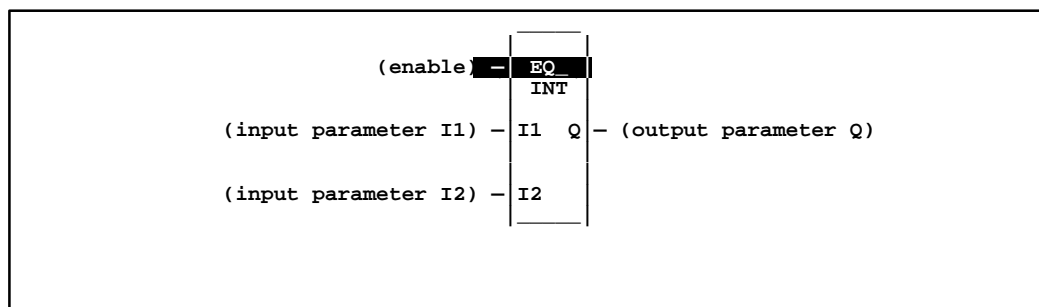 (enable) — EQ_
INT
(input parameter I1) — I1 Q — (output parameter Q)
(input parameter I2) — I2